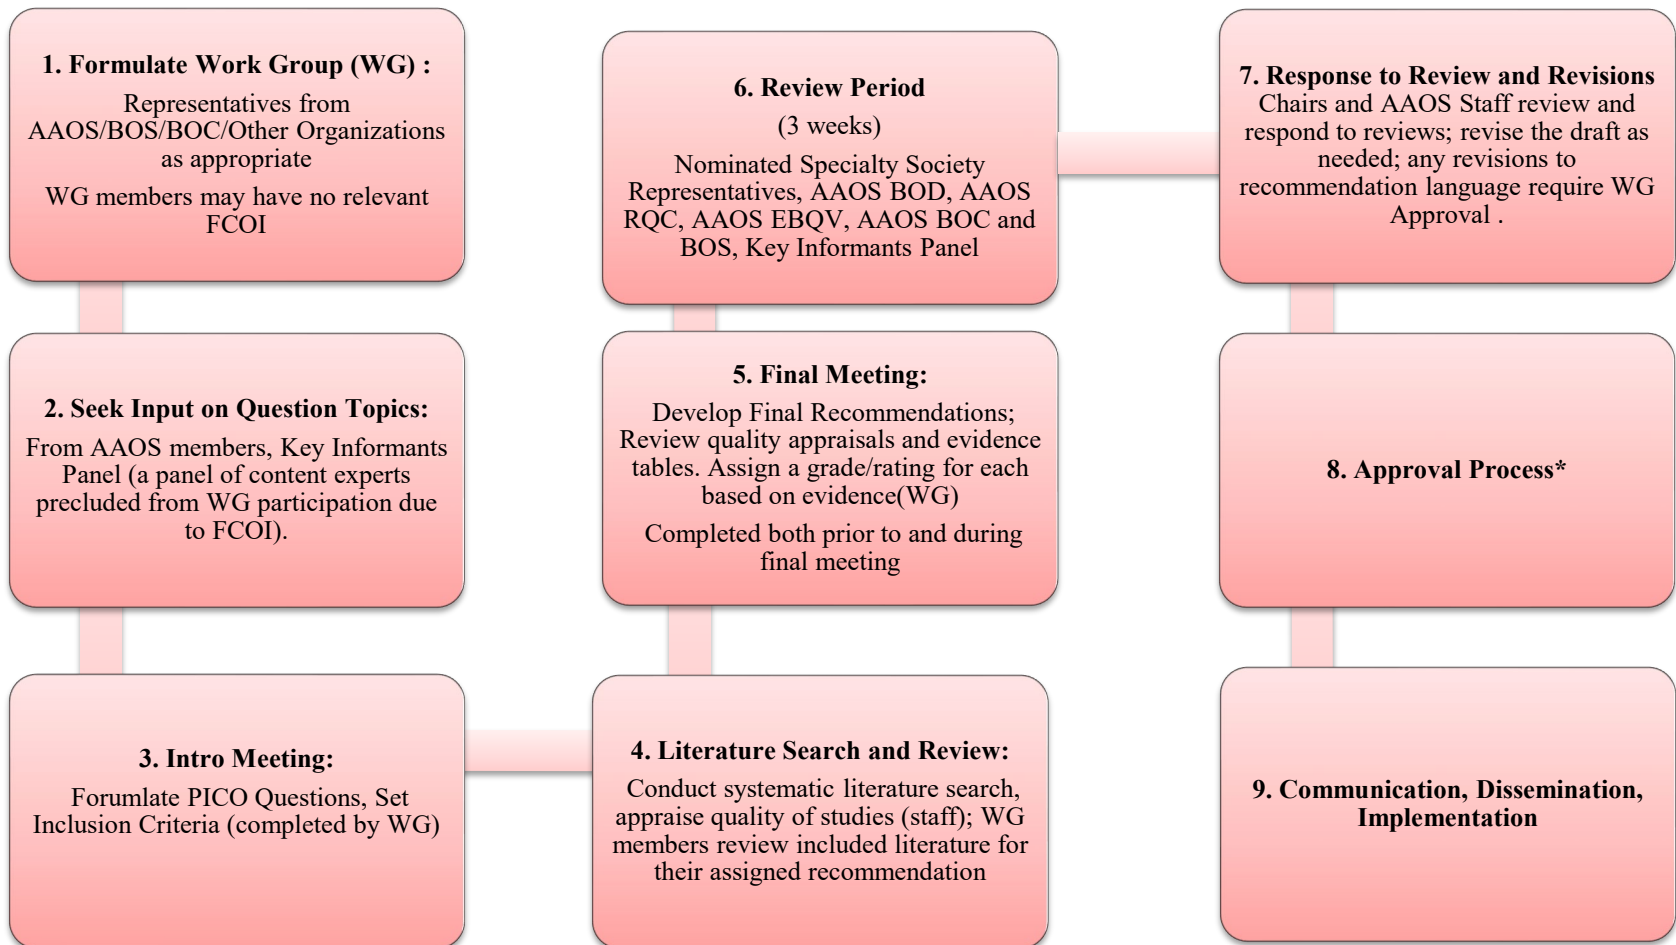 1. Formulate Work Group (WG) :
Representatives from
AAOS/BOS/BOC/Other Organizations
as appropriate
WG members may have no relevant
FCOI
2. Seek Input on Question Topics:
From AAOS members, Key Informants
Panel (a panel of content experts
precluded from WG participation due
to FCOI).
3. Intro Meeting:
Forumlate PICO Questions, Set
Inclusion Criteria (completed by WG)
4. Literature Search and Review:
Conduct systematic literature search,
appraise quality of studies (staff); WG
members review included literature for
their assigned recommendation
5. Final Meeting:
Develop Final Recommendations;
Review quality appraisals and evidence
tables. Assign a grade/rating for each
based on evidence(WG)
Completed both prior to and during
final meeting
6. Review Period
(3 weeks)
Nominated Specialty Society
Representatives, AAOS BOD, AAOS
RQC, AAOS EBQV, AAOS BOC and
BOS, Key Informants Panel
7. Response to Review and Revisions
Chairs and AAOS Staff review and
respond to reviews; revise the draft as
needed; any revisions to
recommendation language require WG
Approval .
8. Approval Process*
9. Communication, Dissemination,
Implementation